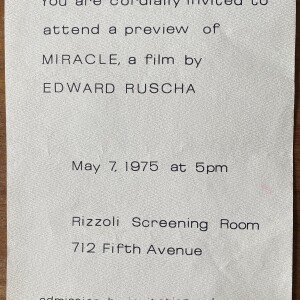 You are cordially invited to
attend a preview of
MIRACLE, a film by
EDWARD RUSCHA
May 7, 1975 at 5pm
Rizzoli Screening Room
712 Fifth Avenue
admission by invitation